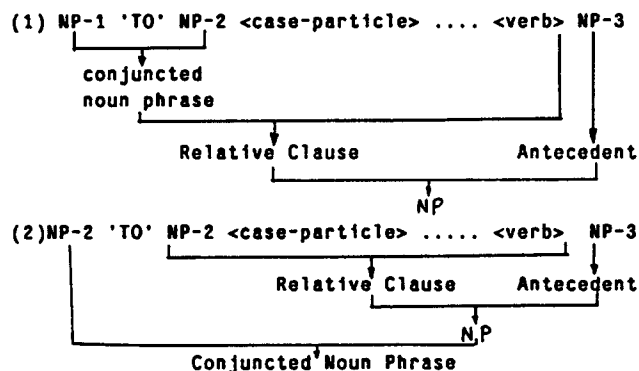 (1) NP-1 'TO' NP-2 <case-particle> .... <verb> NP-3
conjuncted
noun phrase
Relative Clause Antecedent
NP
(2)NP-2 'TO' NP-2 <case-particle> ..... <verb> NP-3
Relative Clause Antecedent
NP
Conjuncted Noun Phrase